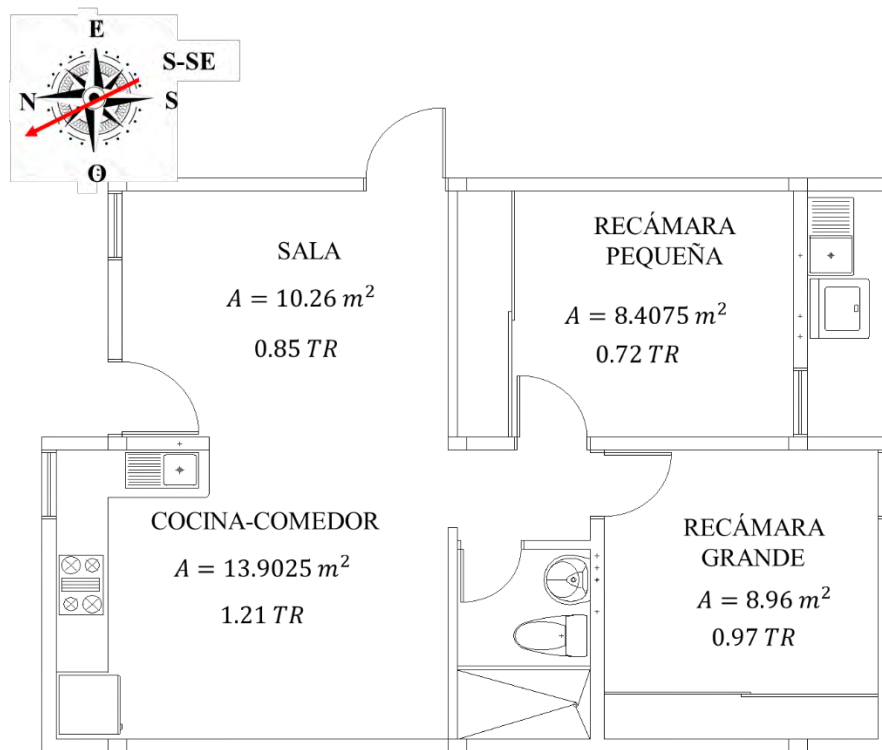 E
S-SE
N
S
O
SALA
A = 10.26 m²
0.85 TR
RECÁMARA
PEQUEÑA
A = 8.4075 m²
0.72 TR
COCINA-COMEDOR
A = 13.9025 m²
1.21 TR
RECÁMARA
GRANDE
A = 8.96 m²
0.97 TR